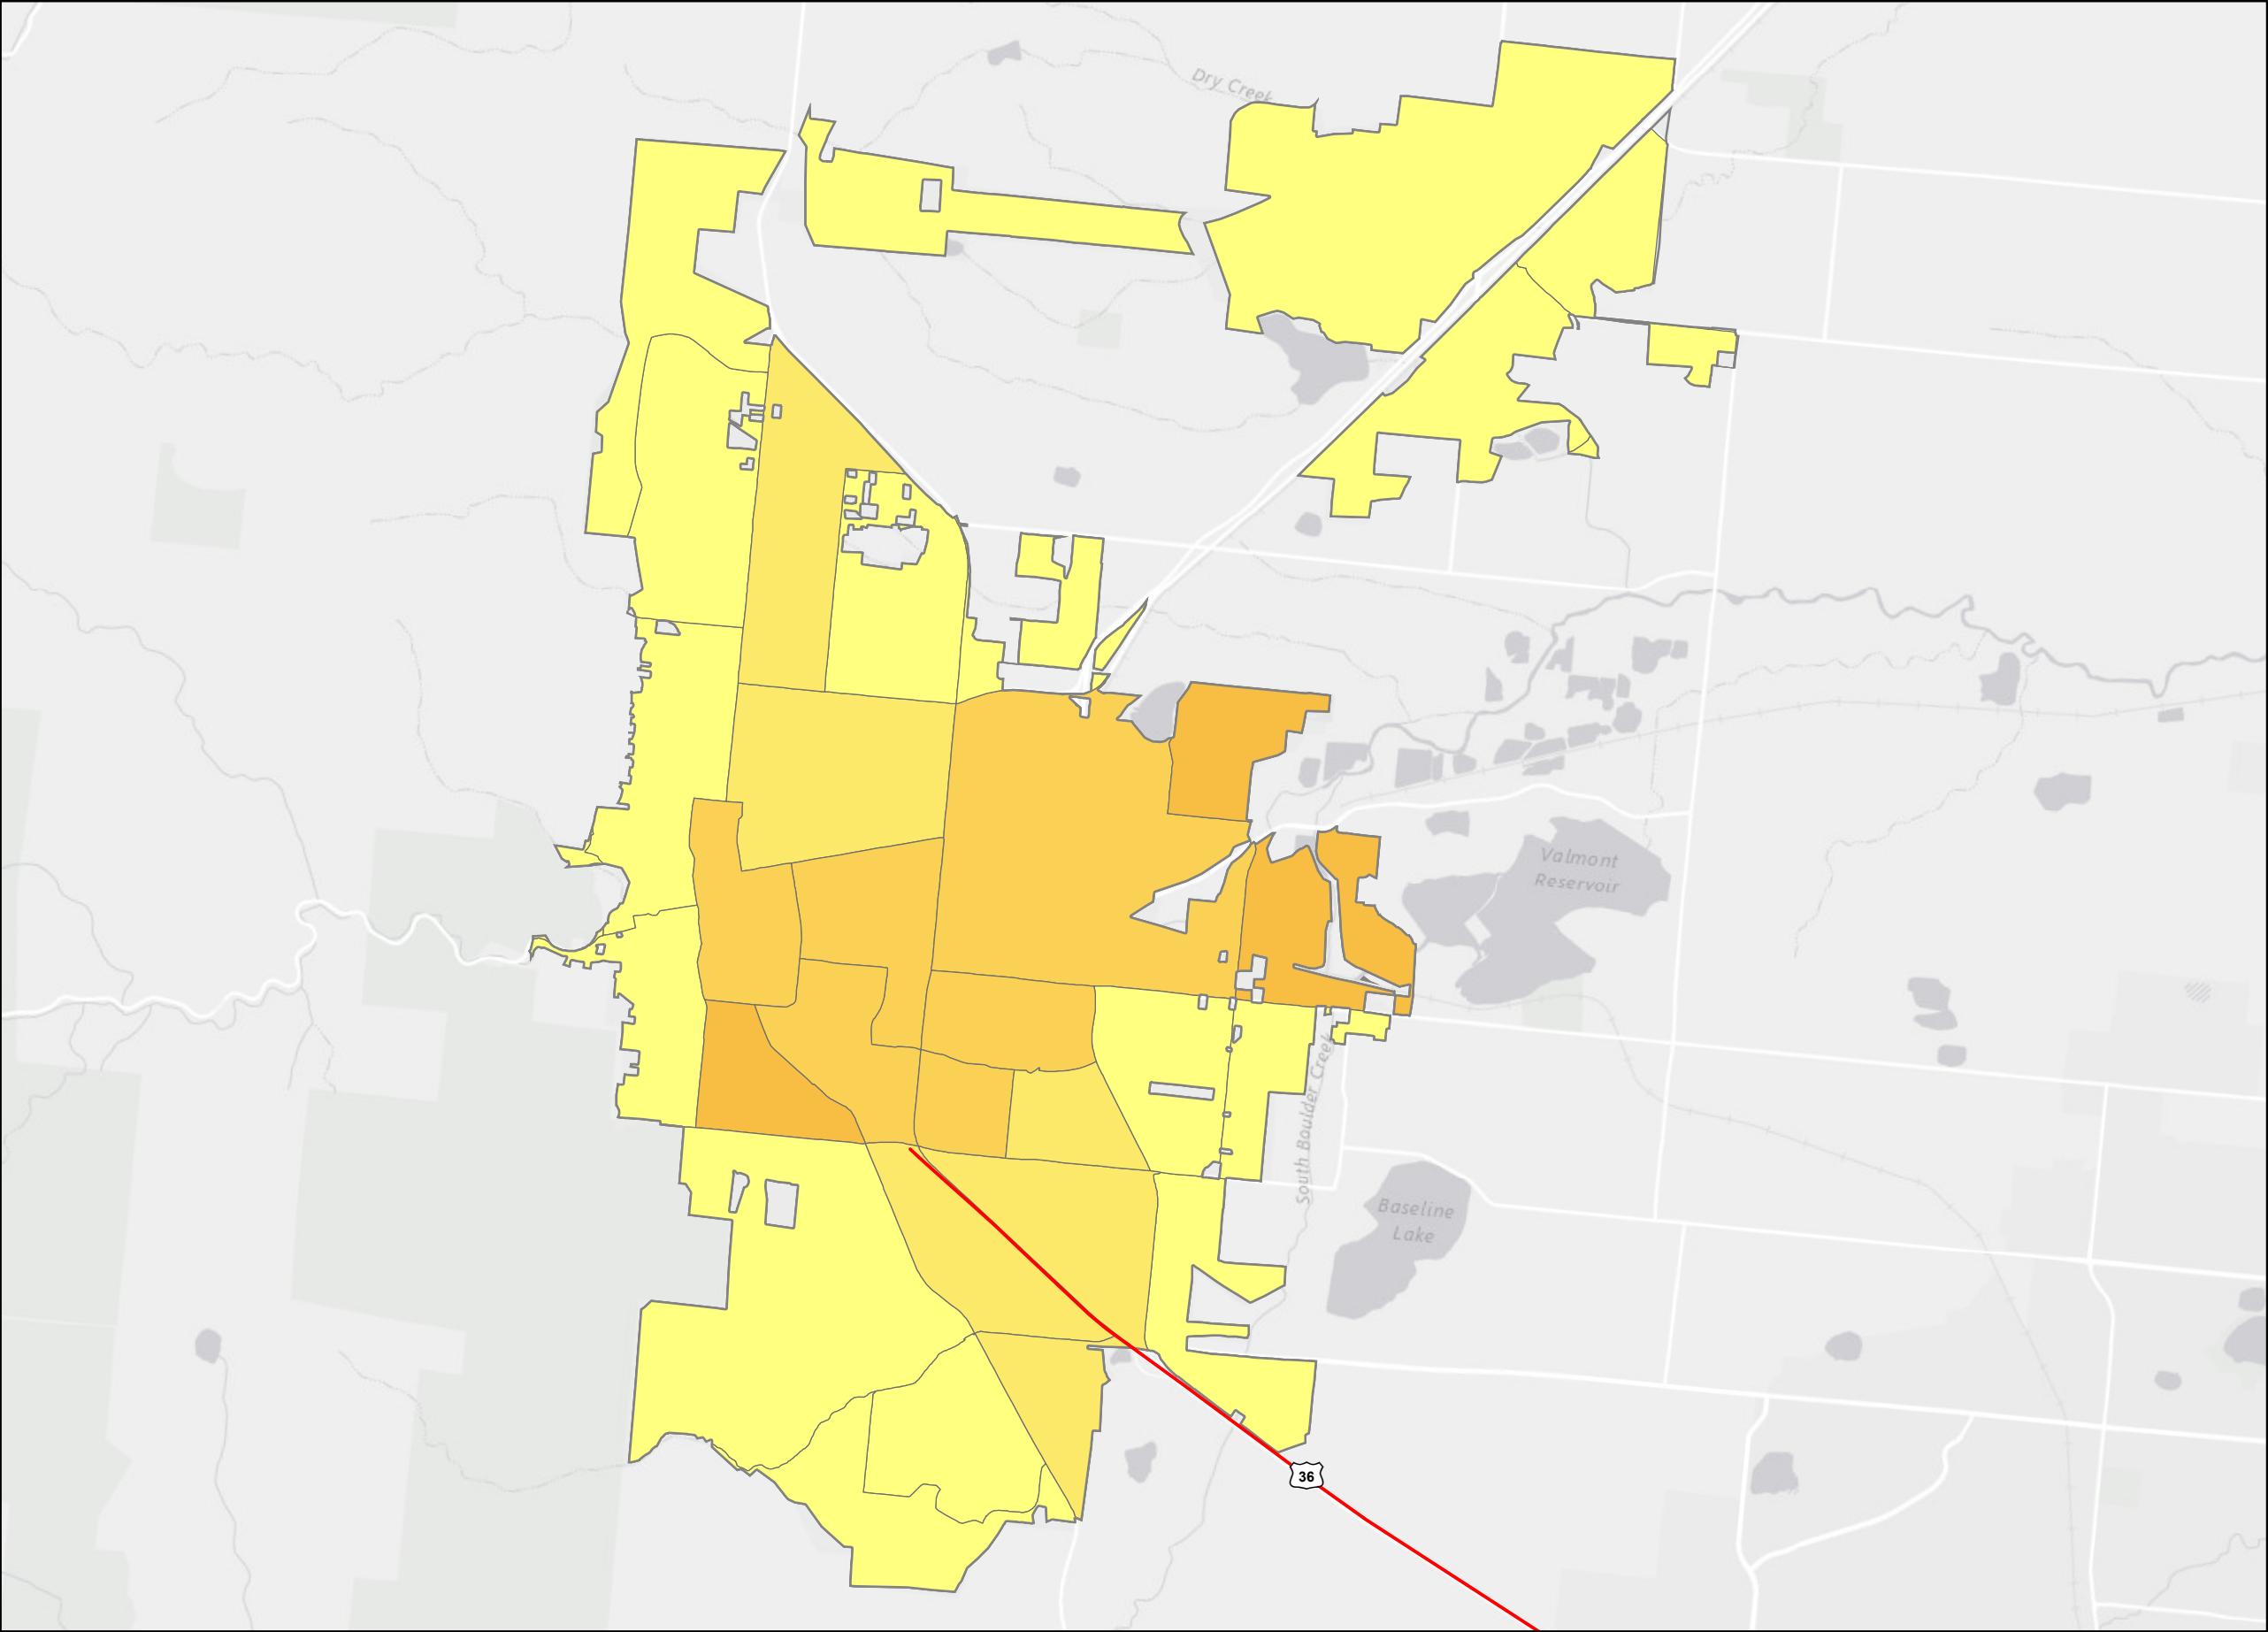 Dry Creek
Valmont
Reservoir
South Boulder Creek
Baseline
Lake
36